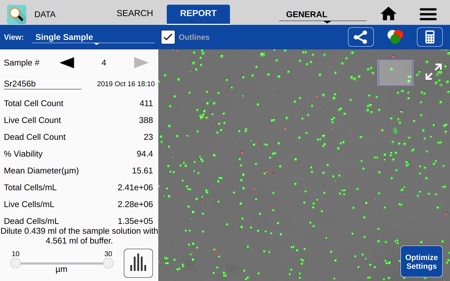 DATA
SEARCH
REPORT
GENERAL
View: Single Sample
Outlines
Sample # 4
Sr2456b 2019 Oct 16 18:10
Total Cell Count 411
Live Cell Count 388
Dead Cell Count 23
% Viability 94.4
Mean Diameter(µm) 15.61
Total Cells/mL 2.41e+06
Live Cells/mL 2.28e+06
Dead Cells/mL 1.35e+05
Dilute 0.439 ml of the sample solution with
4.561 ml of buffer.
10 30
µm
Optimize
Settings